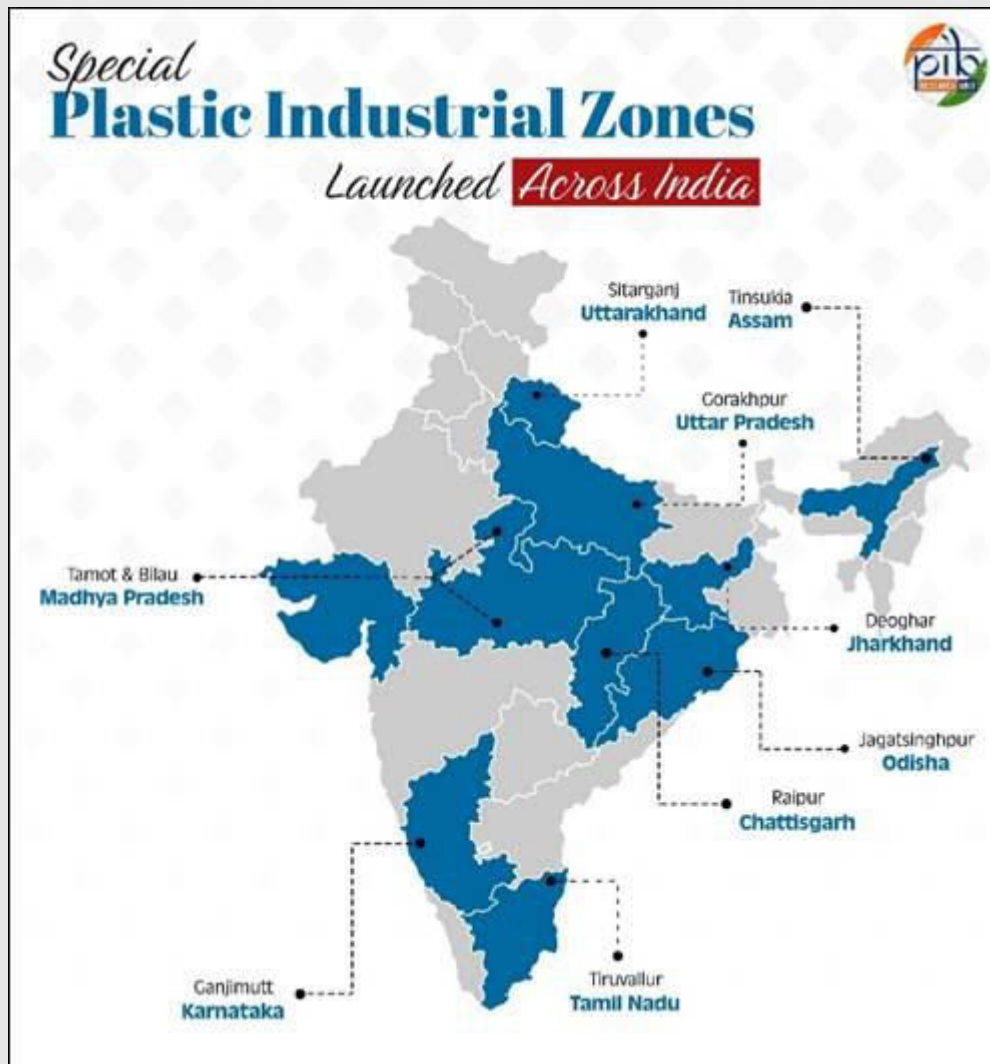 Special
Plastic Industrial Zones
Launched Across India
pib
Sitarganj
Uttarakhand
Tinsukia
Assam
Gorakhpur
Uttar Pradesh
Tamot & Bilau
Madhya Pradesh
Deoghar
Jharkhand
Jagatsinghpur
Odisha
Raipur
Chattisgarh
Tiruvallur
Tamil Nadu
Ganjimutt
Karnataka